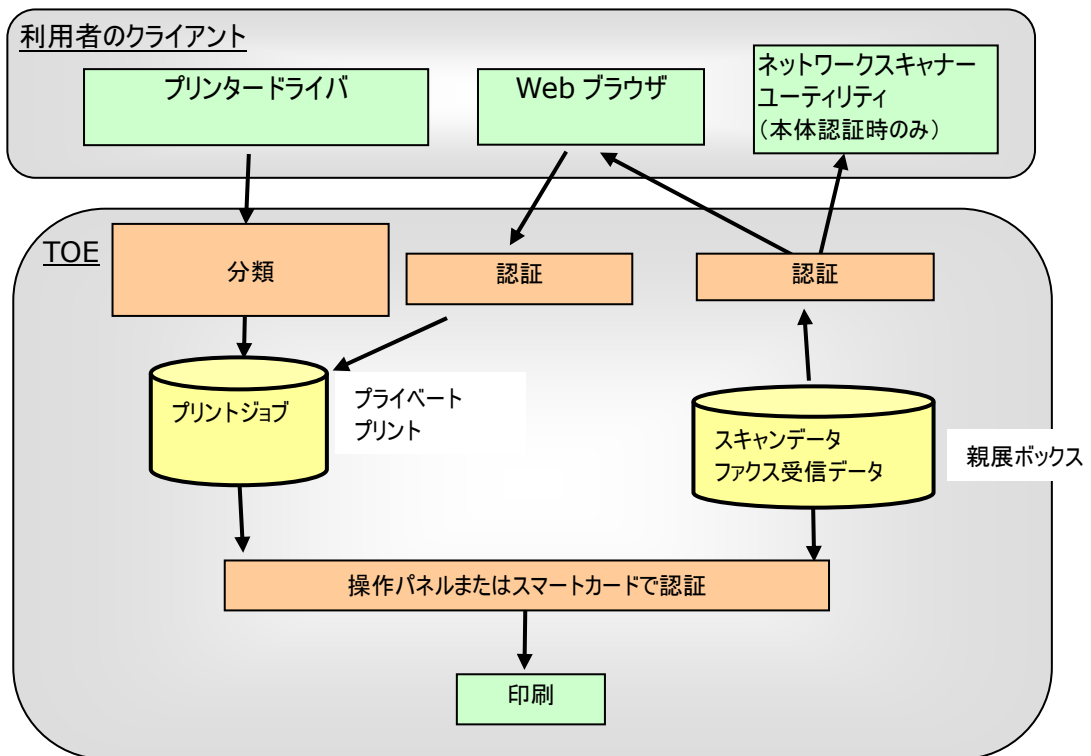 利用者のクライアント
プリンタードライバ
Web ブラウザ
ネットワークスキャナー
ユーティリティ
（本体認証時のみ）
TOE
分類
認証
認証
プリントジョブ
プライベート
プリント
スキャンデータ
ファクス受信データ
親展ボックス
操作パネルまたはスマートカードで認証
印刷